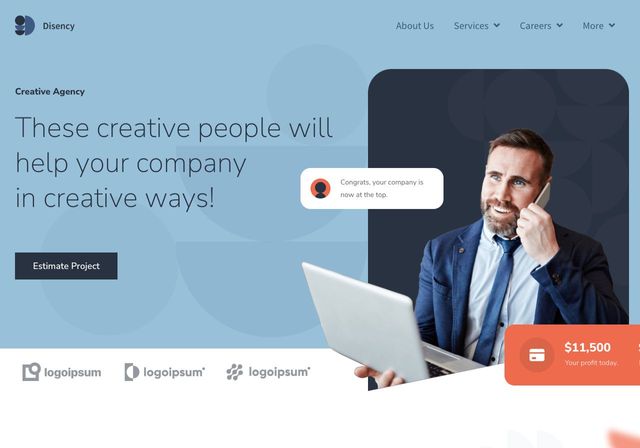 Disency
About Us
Services
Careers
More
Creative Agency
These creative people will
help your company
in creative ways!
Congrats, your company is
now at the top.
Estimate Project
$11,500
Your profit today.
logoipsum
logoipsum
logoipsum